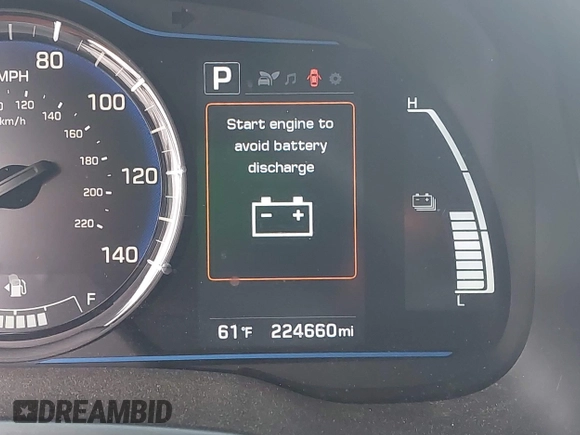 80
MPH
100
120
140
km/h
120
140
160
180
200
220
P
H
Start engine to
avoid battery
discharge
- +
F
L
61°F 224660mi
DREAMBID